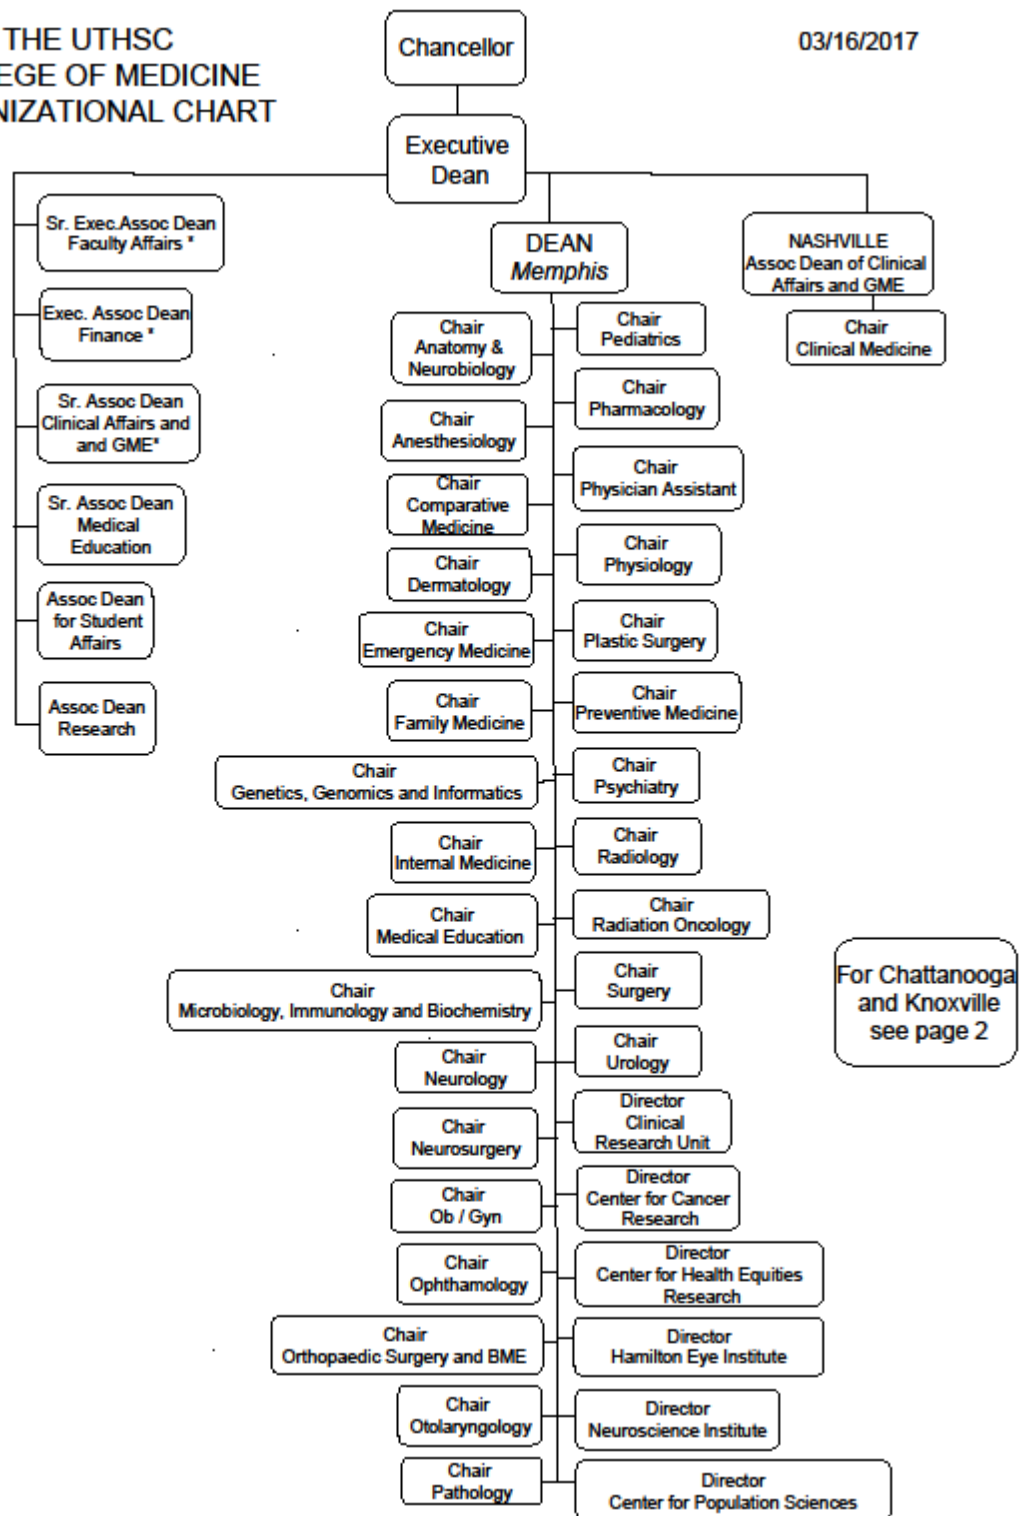 THE UTHSC
EGE OF MEDICINE
NIZATIONAL CHART
03/16/2017
Chancellor
Executive
Dean
Sr. Exec.Assoc Dean
Faculty Affairs *
Exec. Assoc Dean
Finance *
Sr. Assoc Dean
Clinical Affairs and
and GME*
Sr. Assoc Dean
Medical
Education
Assoc Dean
for Student
Affairs
Assoc Dean
Research
DEAN
Memphis
NASHVILLE
Assoc Dean of Clinical
Affairs and GME
Chair
Clinical Medicine
Chair
Anatomy &
Neurobiology
Chair
Anesthesiology
Chair
Comparative
Medicine
Chair
Dermatology
Chair
Emergency Medicine
Chair
Family Medicine
Chair
Genetics, Genomics and Informatics
Chair
Internal Medicine
Chair
Medical Education
Chair
Microbiology, Immunology and Biochemistry
Chair
Neurology
Chair
Neurosurgery
Chair
Ob / Gyn
Chair
Ophthamology
Chair
Orthopaedic Surgery and BME
Chair
Otolaryngology
Chair
Pathology
Chair
Pediatrics
Chair
Pharmacology
Chair
Physician Assistant
Chair
Physiology
Chair
Plastic Surgery
Chair
Preventive Medicine
Chair
Psychiatry
Chair
Radiology
Chair
Radiation Oncology
Chair
Surgery
Chair
Urology
Director
Clinical
Research Unit
Director
Center for Cancer
Research
Director
Center for Health Equities
Research
Director
Hamilton Eye Institute
Director
Neuroscience Institute
Director
Center for Population Sciences
For Chattanooga
and Knoxville
see page 2